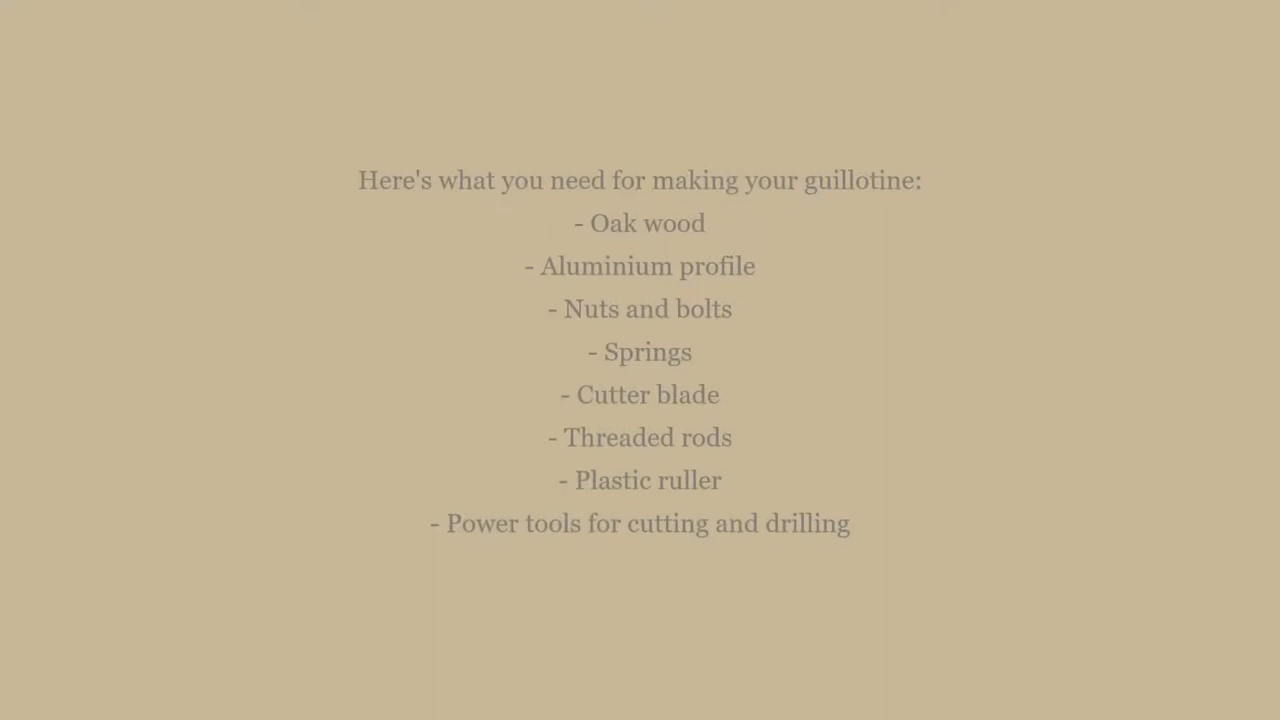 Here's what you need for making your guillotine:
- Oak wood
- Aluminium profile
- Nuts and bolts
- Springs
- Cutter blade
- Threaded rods
- Plastic ruller
- Power tools for cutting and drilling